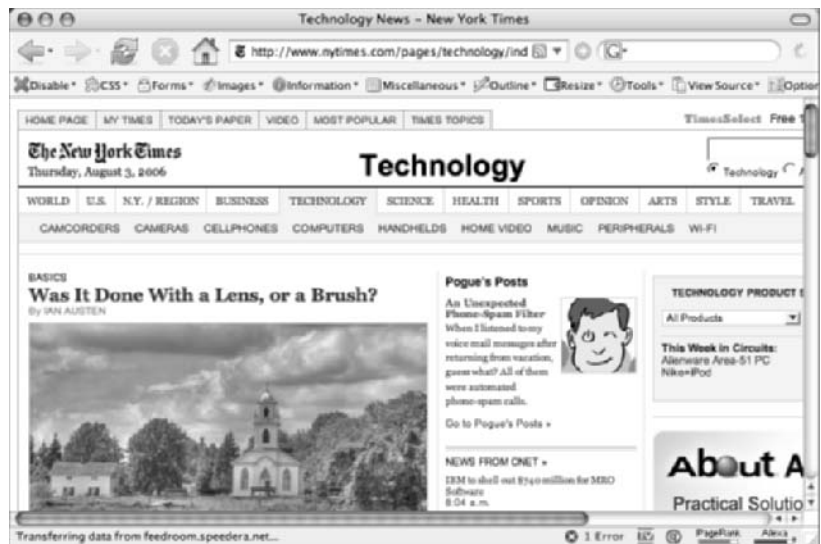 Technology News – New York Times
http://www.nytimes.com/pages/technology/ind
Disable CSS Forms Images Information Miscellaneous Outline Resize Tools View Source Option
HOME PAGE MY TIMES TODAY'S PAPER VIDEO MOST POPULAR TIMES TOPICS
TimesSelect Free
The New York Times
Thursday, August 3, 2006
Technology
Technology
WORLD U.S. N.Y. / REGION BUSINESS TECHNOLOGY SCIENCE HEALTH SPORTS OPINION ARTS STYLE TRAVEL
CAMCORDERS CAMERAS CELLPHONES COMPUTERS HANDHELDS HOME VIDEO MUSIC PERIPHERALS WI-FI
BASICS
Was It Done With a Lens, or a Brush?
By IAN AUSTEN
Pogue's Posts
An Unexpected
Phone-Spam Filter
When I listened to my
voice mail messages after
returning from vacation,
guess what? All of them
were automated
phone-spam calls.
Go to Pogue's Posts »
NEWS FROM CNET »
IBM to shell out $740 million for MRO
Software
8:04 a.m.
TECHNOLOGY PRODUCT
All Products
This Week in Circuits:
Alienware Area-51 PC
Nike+iPod
About A
Practical Solutio
Transferring data from feedroom.speedera.net...
1 Error
PageRank
Alexa